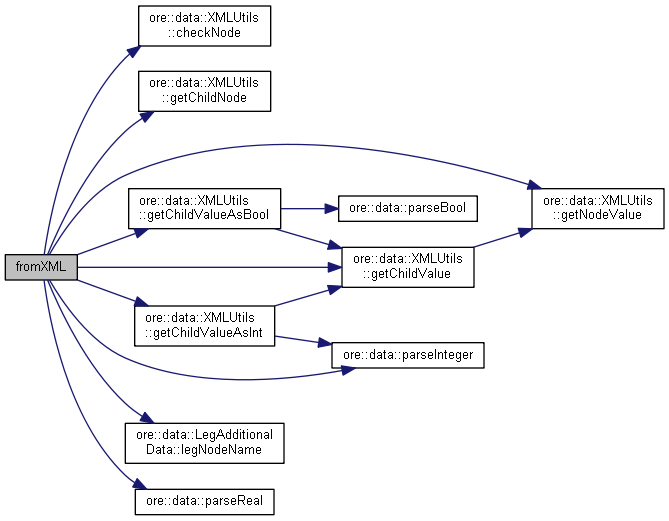 ore::data::XMLUtils
::checkNode
ore::data::XMLUtils
::getChildNode
ore::data::XMLUtils
::getChildValueAsBool
ore::data::parseBool
ore::data::XMLUtils
::getNodeValue
fromXML
ore::data::XMLUtils
::getChildValue
ore::data::XMLUtils
::getChildValueAsInt
ore::data::parseInteger
ore::data::LegAdditional
Data::legNodeName
ore::data::parseReal